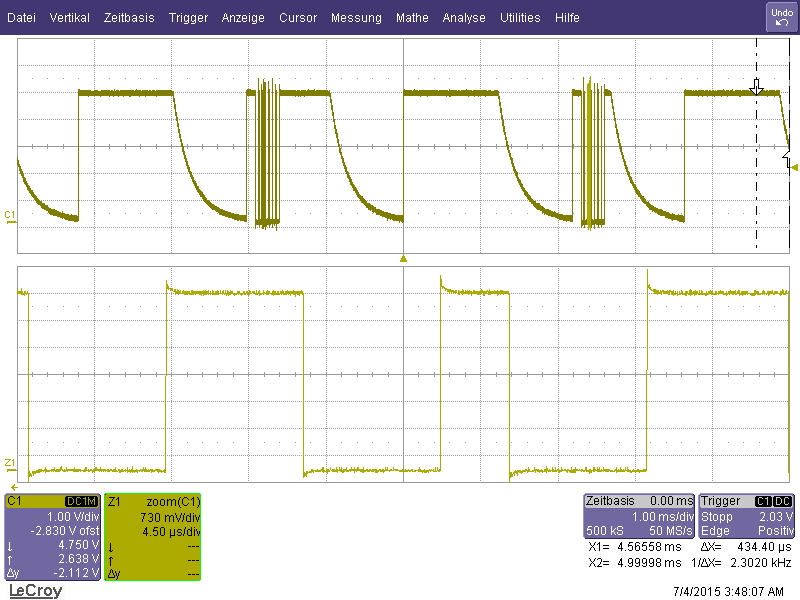 Datei Vertikal Zeitbasis Trigger Anzeige Cursor Messung Mathe Analyse Utilities Hilfe
Undo
C1
Z1
C1 DC1M
1.00 V/div
-2.830 V ofst
↓ 4.750 V
↑ 2.638 V
Δy -2.112 V
Z1 zoom(C1)
730 mV/div
4.50 µs/div
↓ ---
↑ ---
Δy ---
Zeitbasis 0.00 ms
1.00 ms/div
500 kS 50 MS/s
Trigger C1 DC
Stopp 2.03 V
Edge Positiv
X1= 4.56558 ms ΔX= 434.40 µs
X2= 4.99998 ms 1/ΔX= 2.3020 kHz
LeCroy
7/4/2015 3:48:07 AM